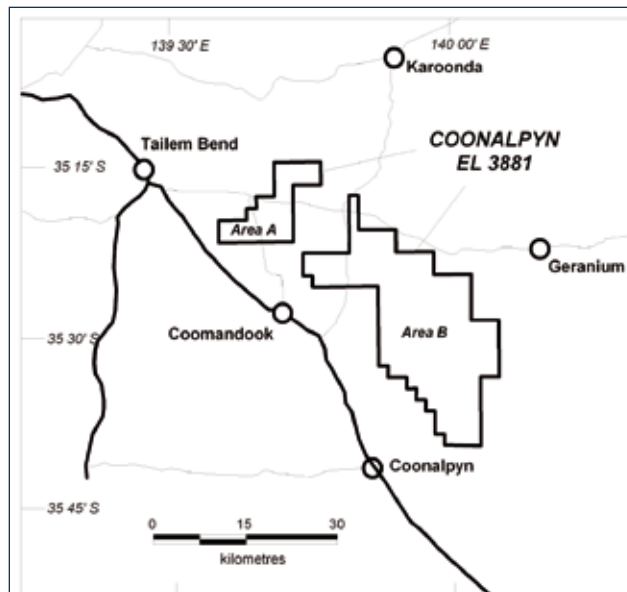 139 30' E
140 00' E
Karoonda
COONALPYN
EL 3881
Tailem Bend
35 15' S
Area A
Geranium
Coomandook
35 30' S
Area B
Coonalpyn
35 45' S
0 15 30
kilometres